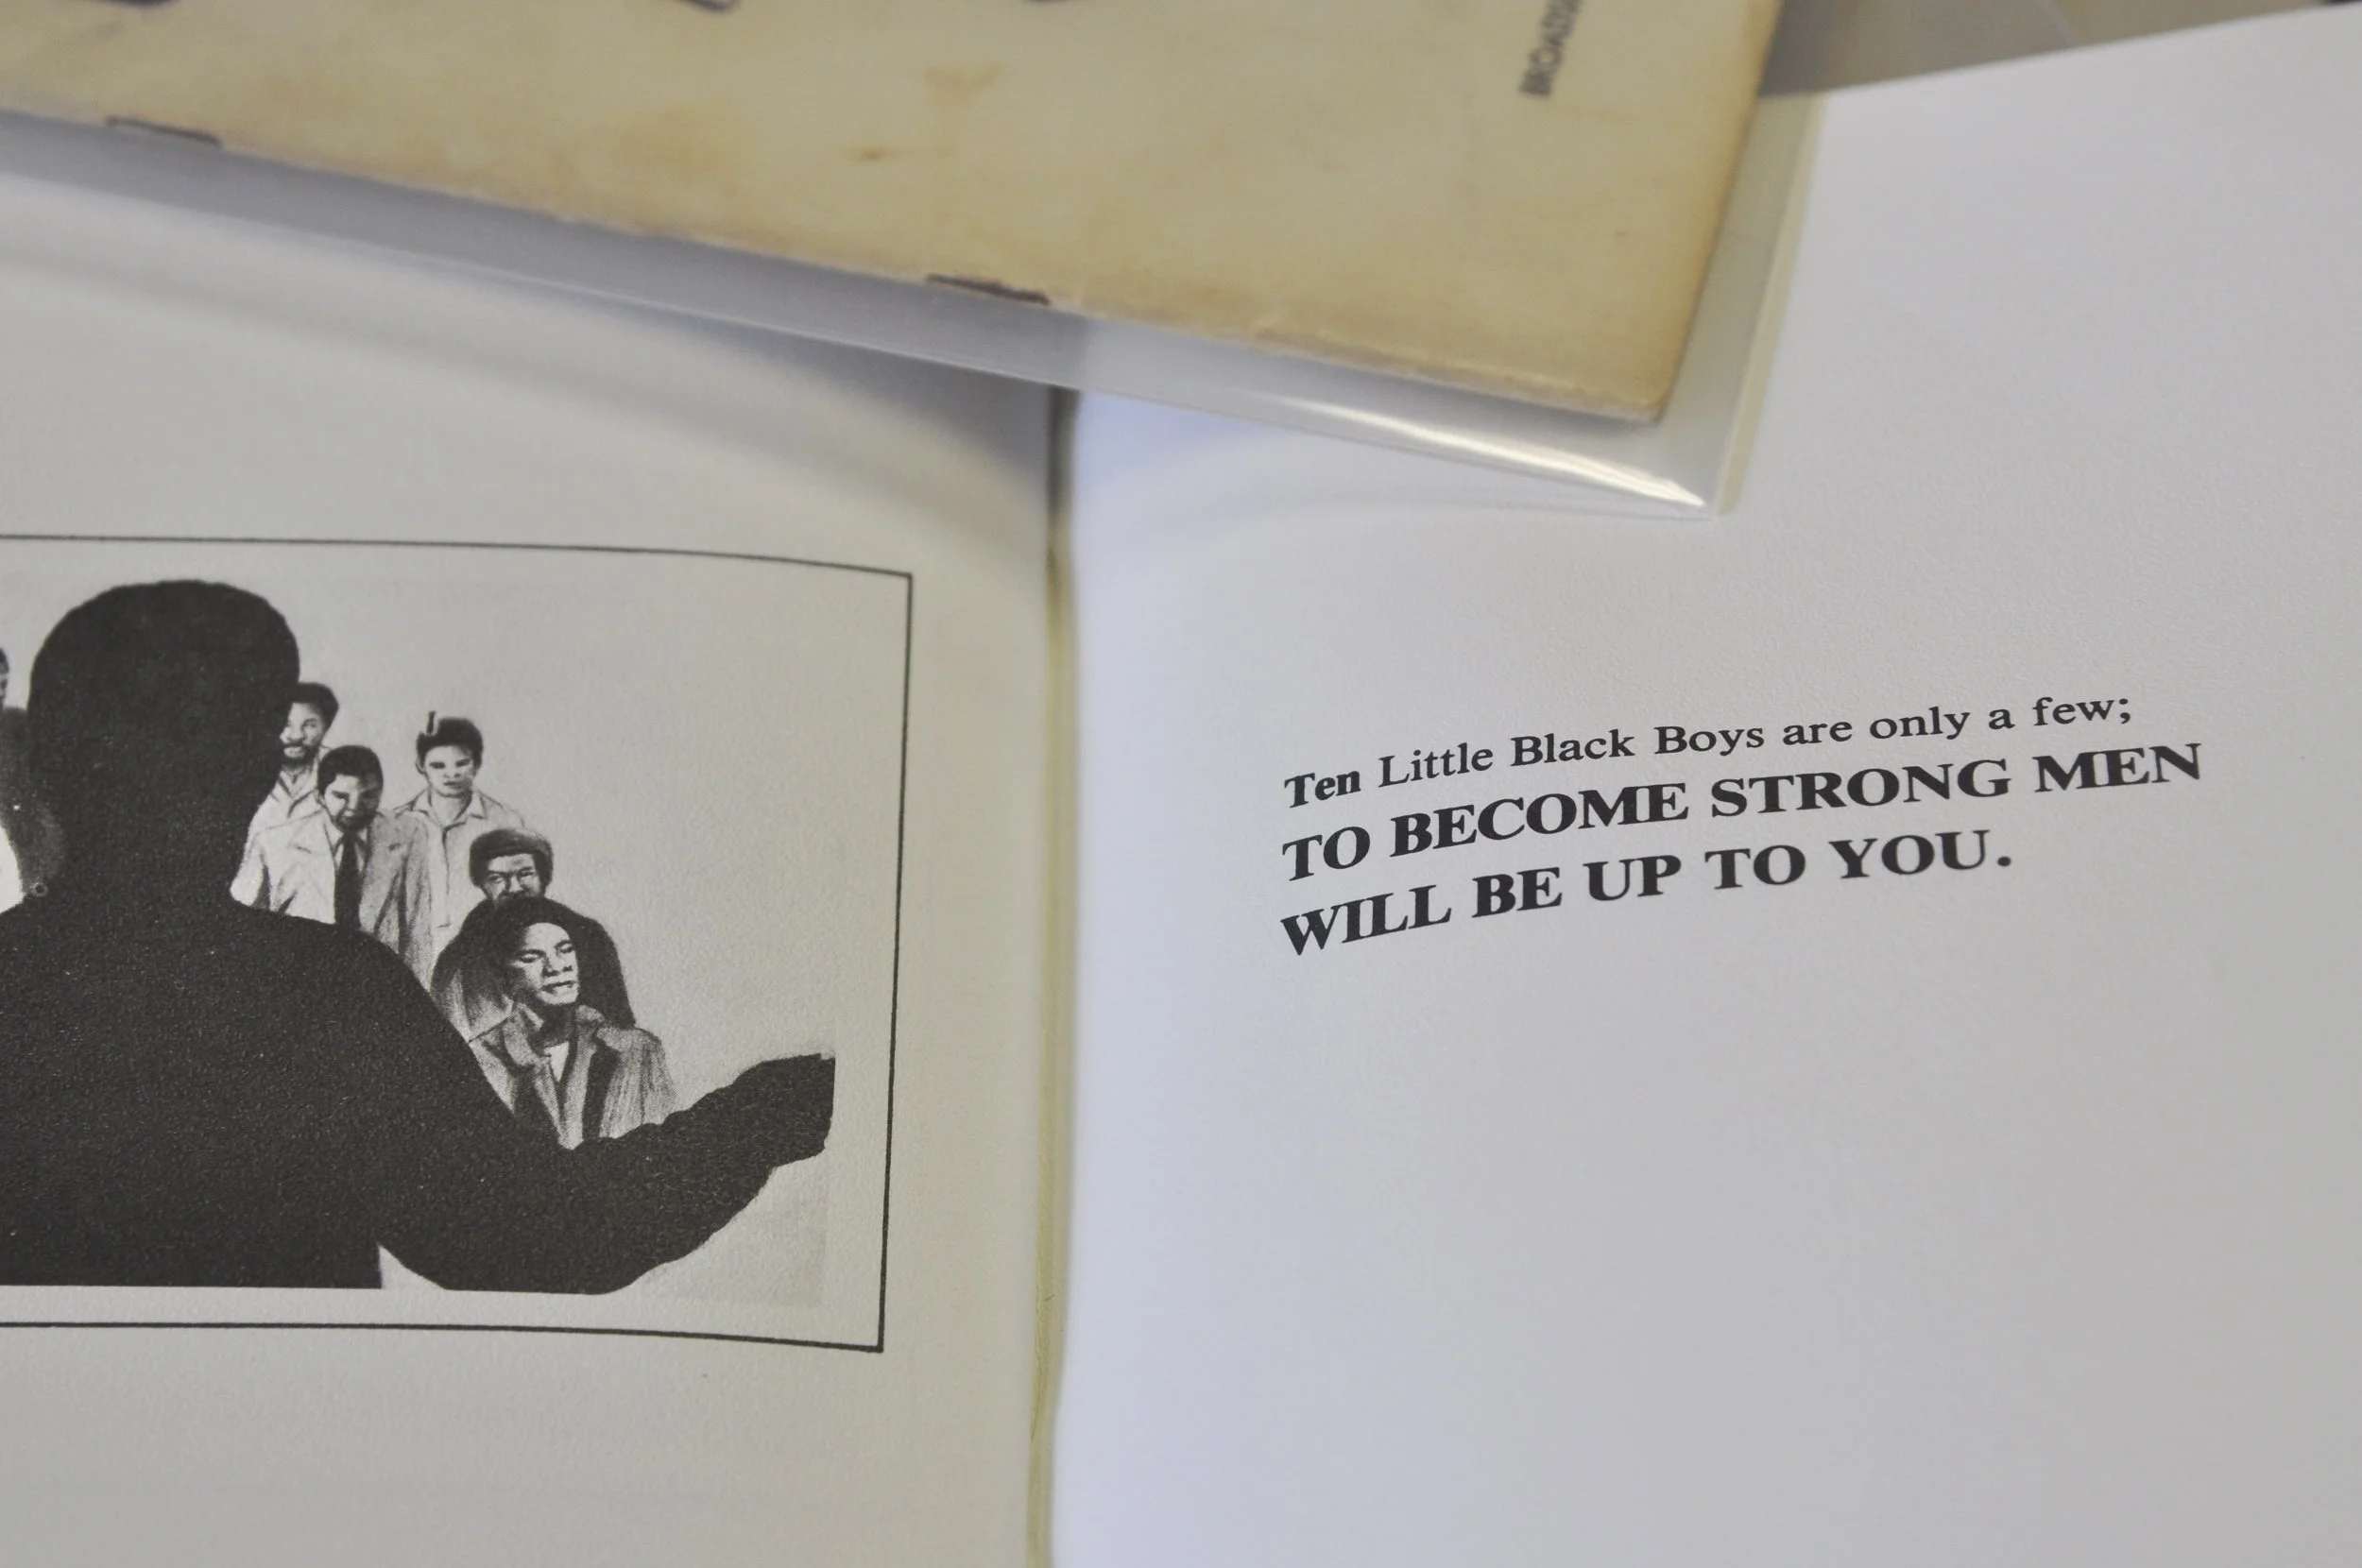 Ten Little Black Boys are only a few;
TO BECOME STRONG MEN
WILL BE UP TO YOU.